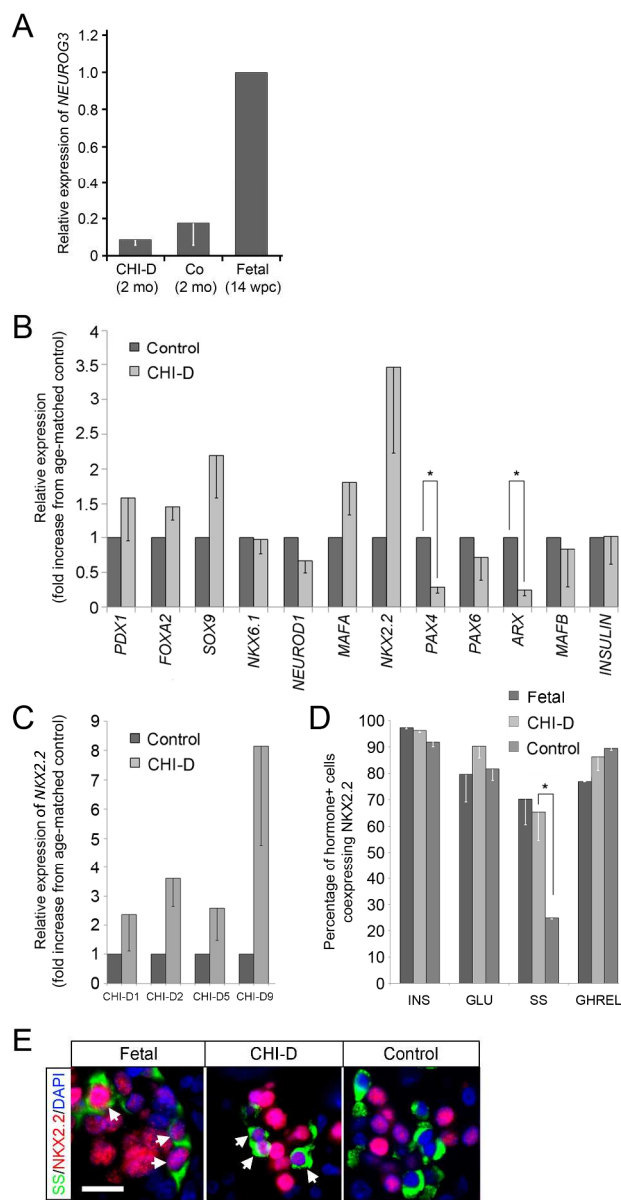 A
Relative expression of NEUROG3
1.2
1.0
0.8
0.6
0.4
0.2
0
CHI-D
(2 mo)
Co
(2 mo)
Fetal
(14 wpc)
B
Relative expression
(fold increase from age-matched control)
4
3.5
3
2.5
2
1.5
1
0.5
0
Control
CHI-D
*
*
PDX1
FOXA2
SOX9
NKX6.1
NEUROD1
MAFA
NKX2.2
PAX4
PAX6
ARX
MAFB
INSULIN
C
Relative expression of NKX2.2
(fold increase from age-matched control)
9
8
7
6
5
4
3
2
1
0
Control
CHI-D
CHI-D1
CHI-D2
CHI-D5
CHI-D9
D
Fetal
CHI-D
Control
Percentage of hormone+ cells
coexpressing NKX2.2
100
90
80
70
60
50
40
30
20
10
0
*
INS
GLU
SS
GHREL
E
Fetal
CHI-D
Control
SS/NKX2.2/DAPI